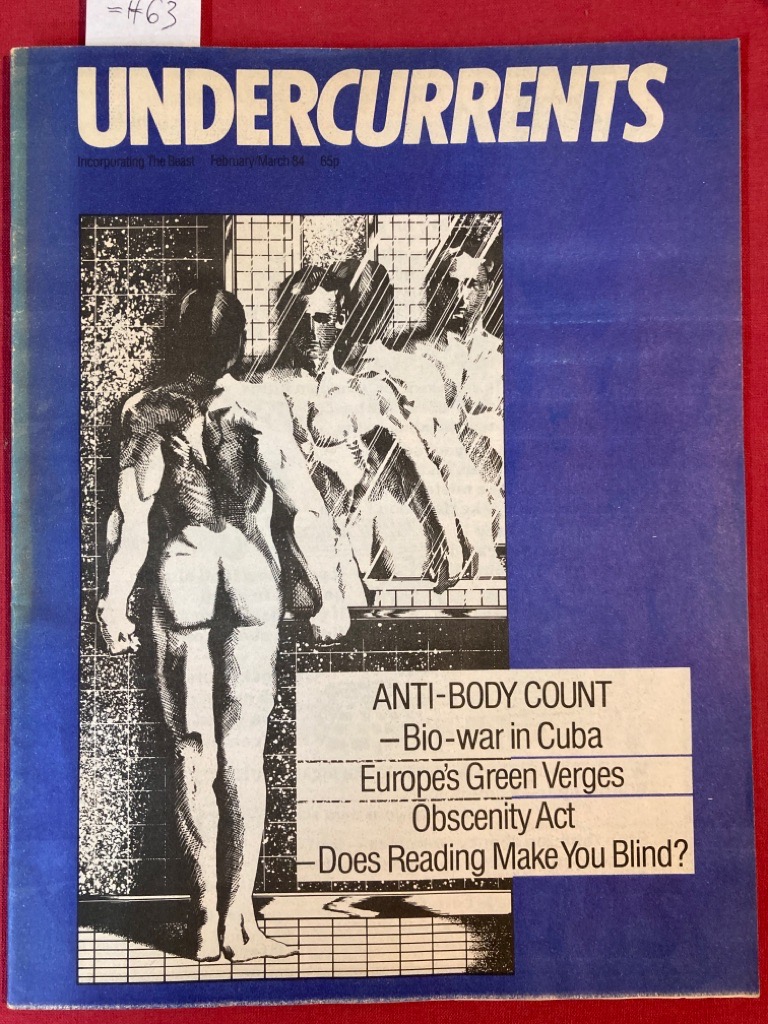 =#63
UNDERCURRENTS
Incorporating The Beast February/March 84 65p
ANTI-BODY COUNT
–Bio-war in Cuba
Europe's Green Verges
Obscenity Act
–Does Reading Make You Blind?